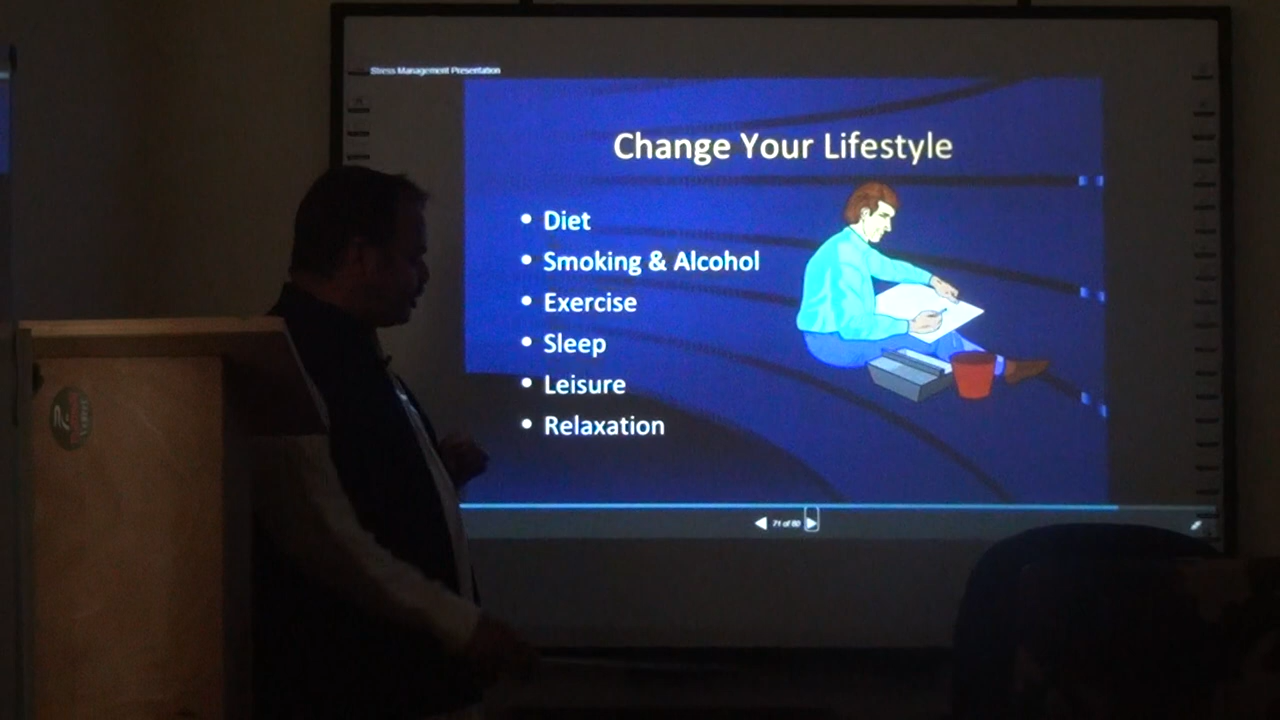 Stress Management Presentation
Change Your Lifestyle
• Diet
• Smoking & Alcohol
• Exercise
• Sleep
• Leisure
• Relaxation
71 of 80